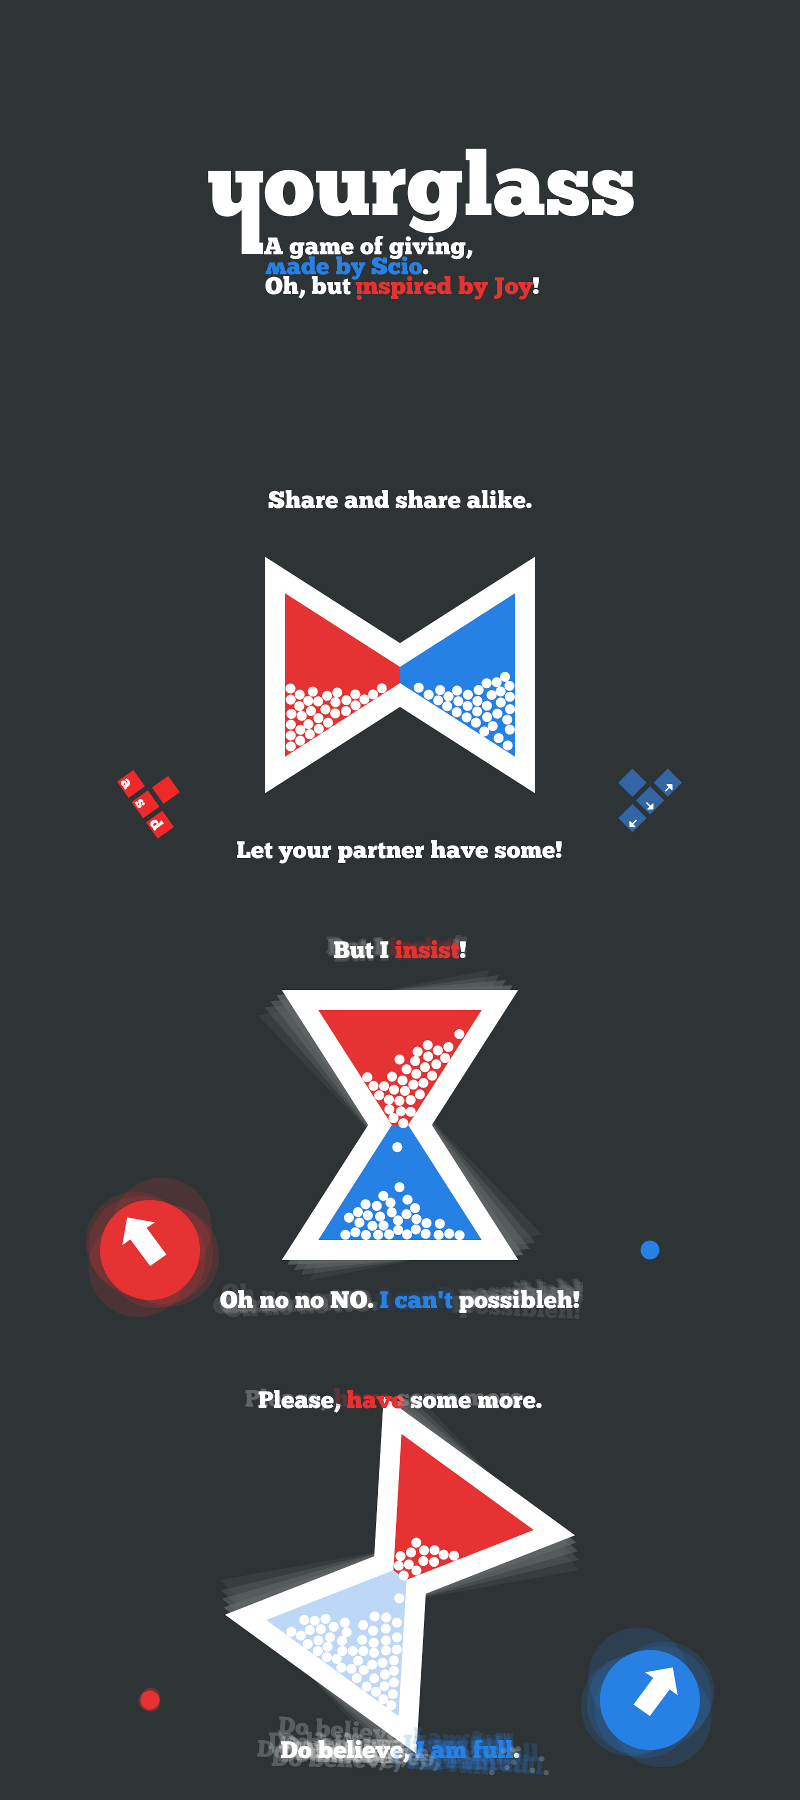 yourglass
A game of giving,
made by Scio.
Oh, but inspired by Joy!
Share and share alike.
a
s
d
Let your partner have some!
But I insist!
Oh no no NO. I can't possibleh!
Please, have some more.
Do believe, I am full.